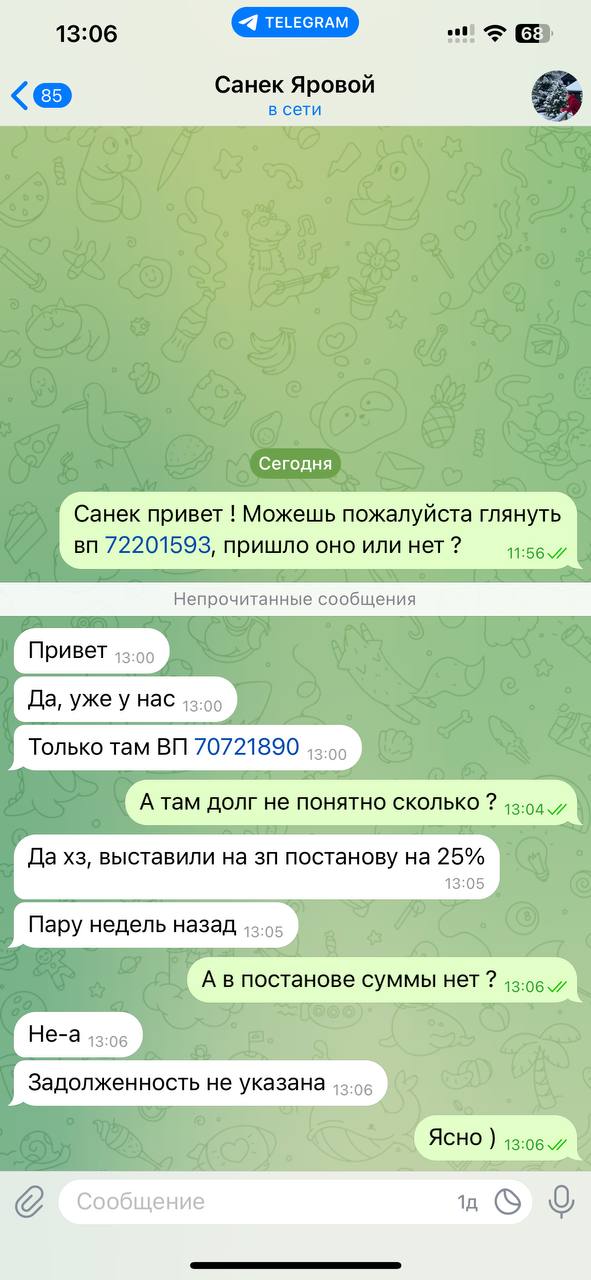 13:06
TELEGRAM
68
85
Санек Яровой
в сети
Сегодня
Санек привет ! Можешь пожалуйста глянуть
вп 72201593, пришло оно или нет ?
11:56
Непрочитанные сообщения
Привет 13:00
Да, уже у нас 13:00
Только там ВП 70721890 13:00
А там долг не понятно сколько ? 13:04
Да хз, выставили на зп постанову на 25%
13:05
Пару недель назад 13:05
А в постанове суммы нет ? 13:06
Не-а 13:06
Задолженность не указана 13:06
Ясно ) 13:06
Сообщение 1д